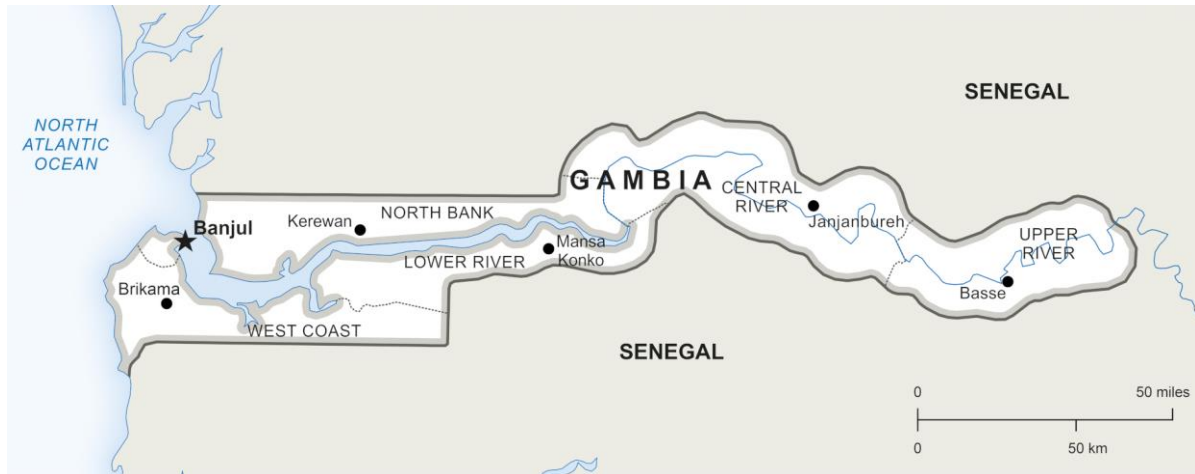 SENEGAL
NORTH
ATLANTIC
OCEAN
GAMBIA
CENTRAL
RIVER
Janjanbureh
Banjul
Kerewan
NORTH BANK
UPPER
RIVER
Mansa
Konko
LOWER RIVER
Brikama
Basse
WEST COAST
SENEGAL
0 50 miles
0 50 km